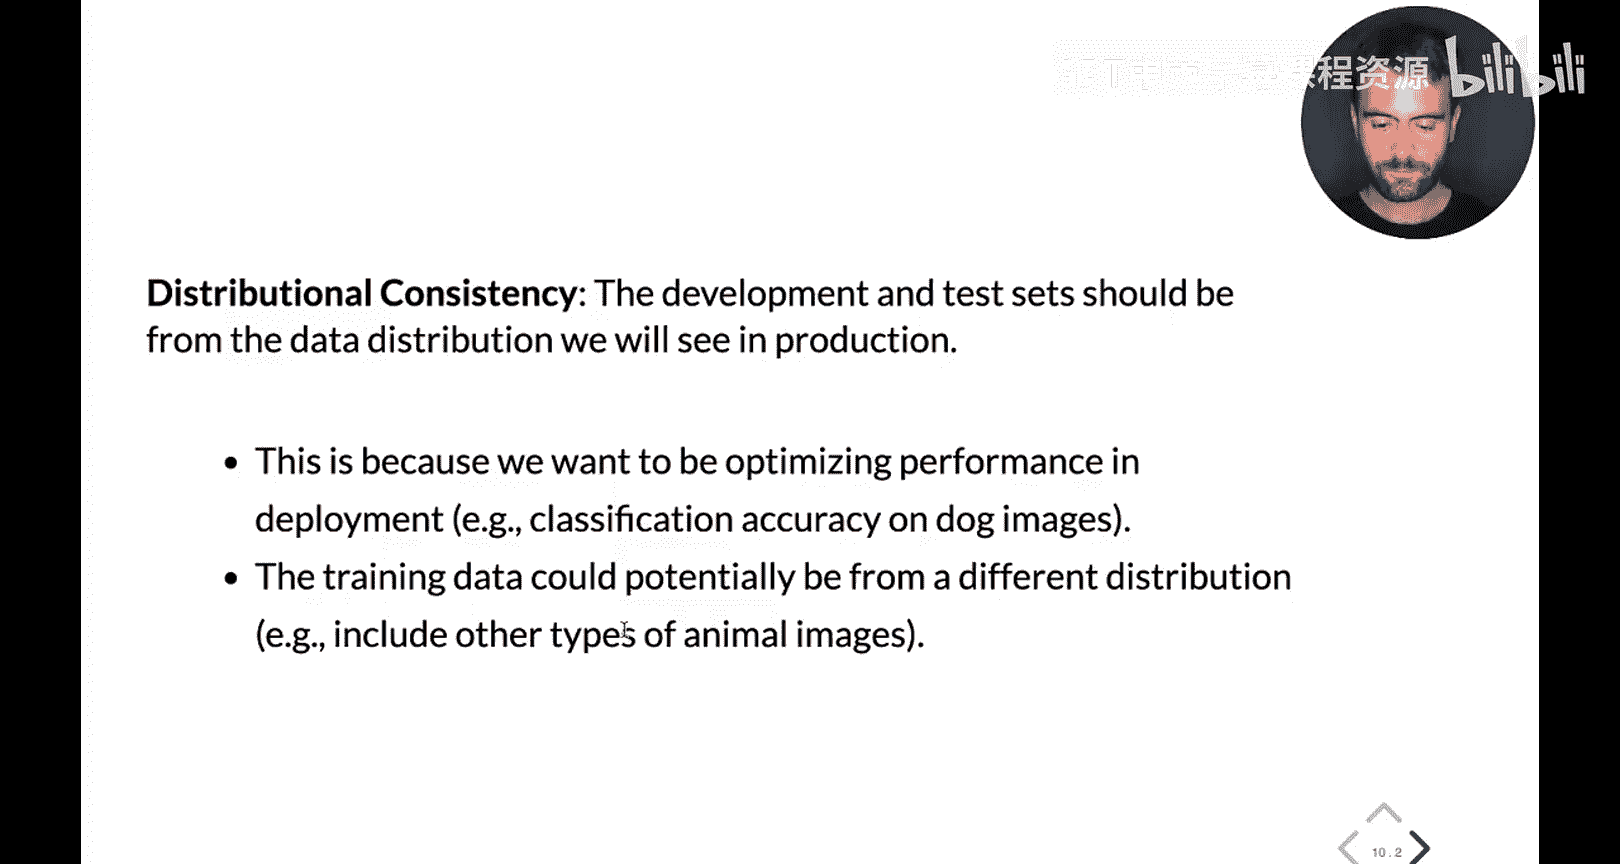 程资源 bilibili
Distributional Consistency: The development and test sets should be
from the data distribution we will see in production.
• This is because we want to be optimizing performance in
deployment (e.g., classification accuracy on dog images).
• The training data could potentially be from a different distribution
(e.g., include other types of animal images).
10.2